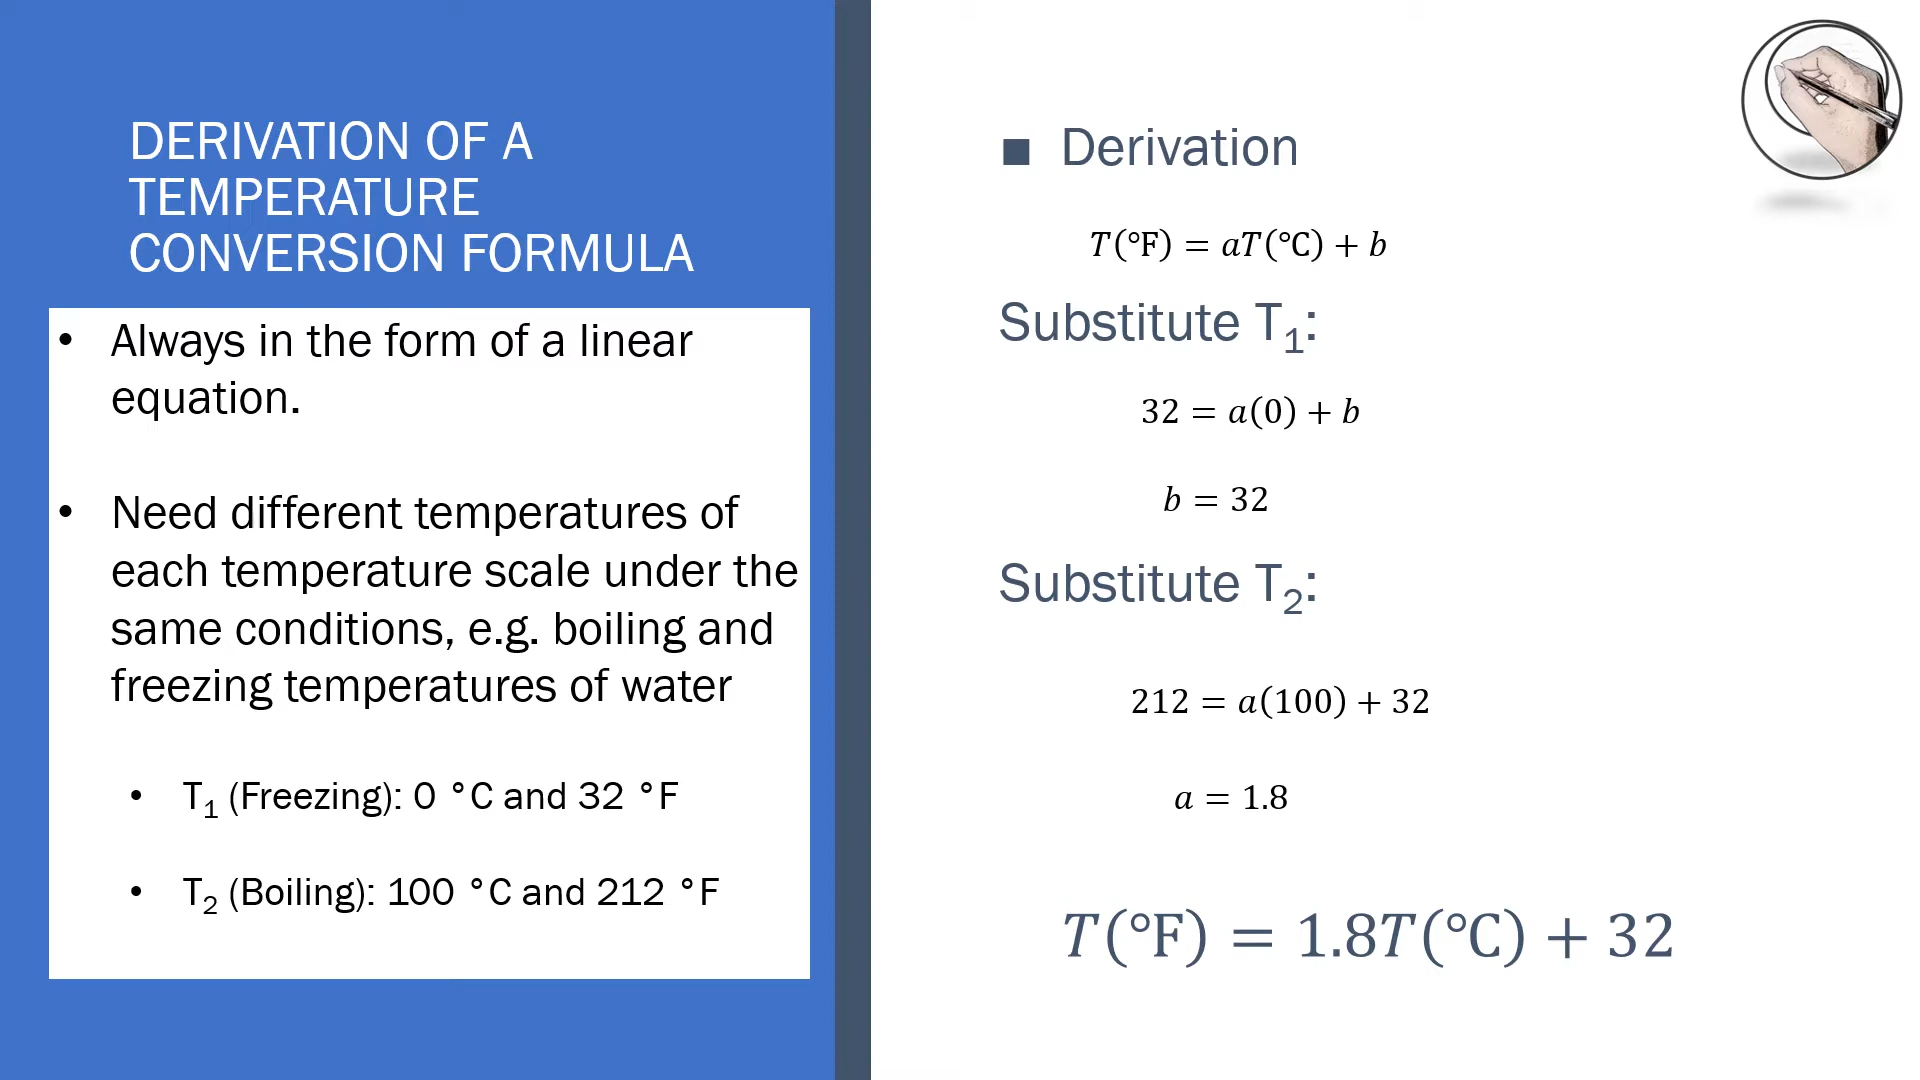 DERIVATION OF A
TEMPERATURE
CONVERSION FORMULA
• Always in the form of a linear
equation.
• Need different temperatures of
each temperature scale under the
same conditions, e.g. boiling and
freezing temperatures of water
• T₁ (Freezing): 0 °C and 32 °F
• T₂ (Boiling): 100 °C and 212 °F
■ Derivation
T(°F) = aT(°C) + b
Substitute T₁:
32 = a(0) + b
b = 32
Substitute T₂:
212 = a(100) + 32
a = 1.8
T(°F) = 1.8T(°C) + 32